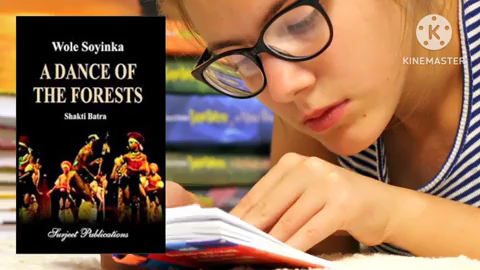 Wole Soyinka
A DANCE OF
THE FORESTS
Shakti Batra
Surjeet Publications
KINEMASTER